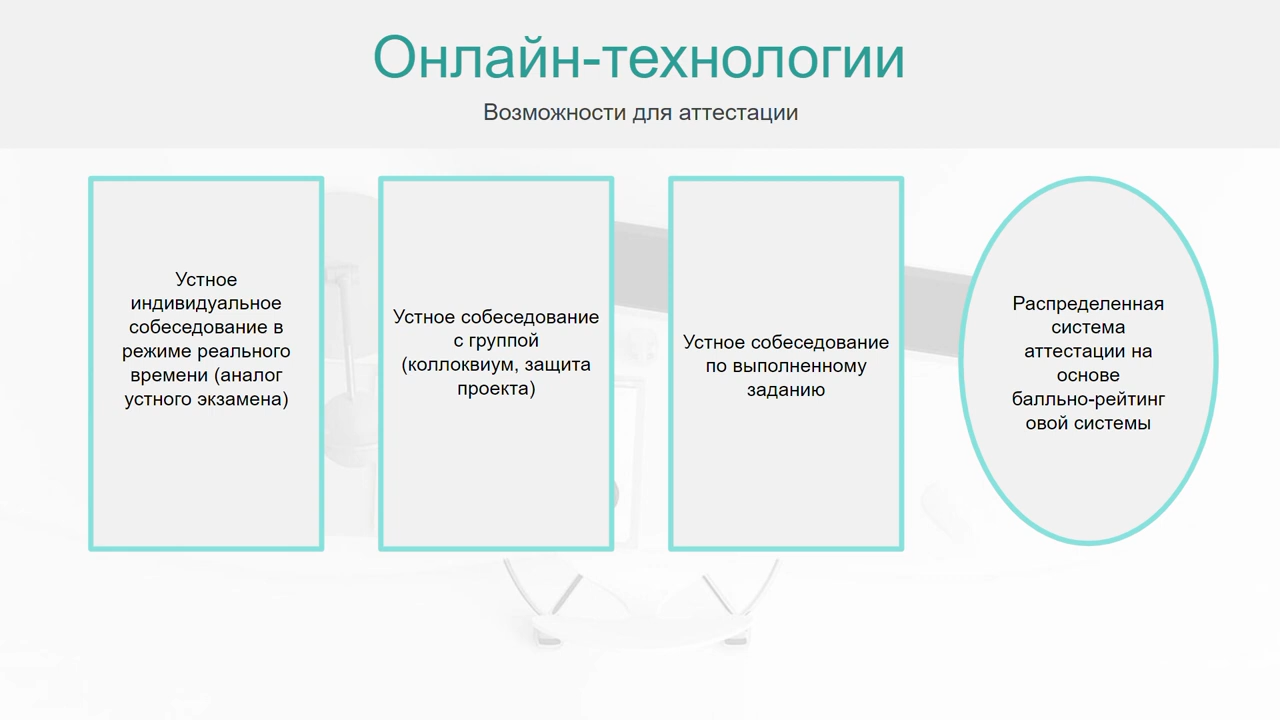 Онлайн-технологии
Возможности для аттестации
Устное
индивидуальное
собеседование в
режиме реального
времени (аналог
устного экзамена)
Устное собеседование
с группой
(коллоквиум, защита
проекта)
Устное собеседование
по выполненному
заданию
Распределенная
система
аттестации на
основе
балльно-рейтинг
овой системы